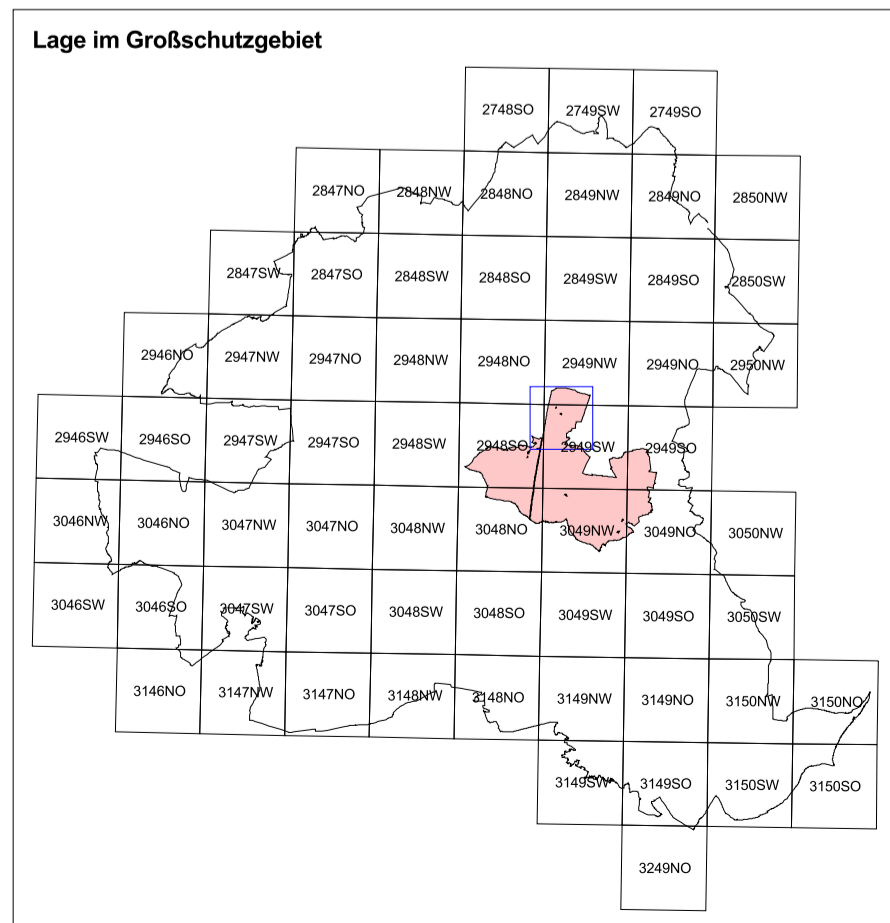 Lage im Großschutzgebiet
2748SO 2749SW 2749SO
2847NO 2848NW 2848NO 2849NW 2849NO 2850NW
2847SW 2847SO 2848SW 2848SO 2849SW 2849SO 2850SW
2946NO 2947NW 2947NO 2948NW 2948NO 2949NW 2949NO 2950NW
2946SW 2946SO 2947SW 2947SO 2948SW 2948SO 2949SW 2949SO
3046NW 3046NO 3047NW 3047NO 3048NW 3048NO 3049NW 3049NO 3050NW
3046SW 3046SO 3047SW 3047SO 3048SW 3048SO 3049SW 3049SO 3050SW
3146NO 3147NW 3147NO 3148NW 3148NO 3149NW 3149NO 3150NW 3150NO
3149SW 3149SO 3150SW 3150SO
3249NO